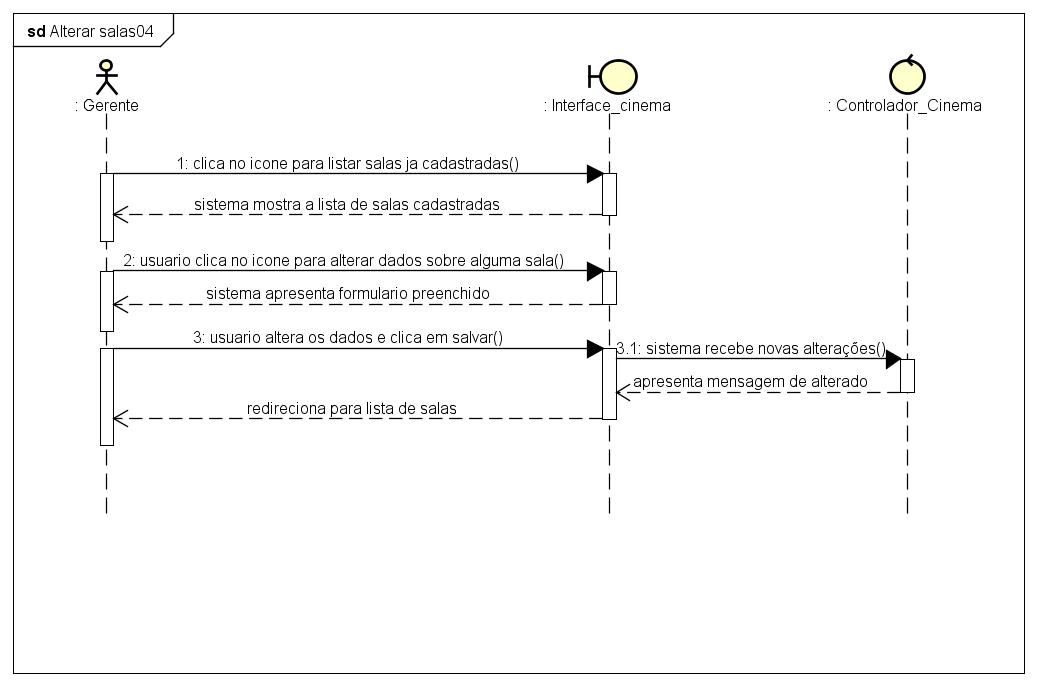 sd Alterar salas04
: Gerente
: Interface_cinema
: Controlador_Cinema
1: clica no icone para listar salas ja cadastradas()
sistema mostra a lista de salas cadastradas
2: usuario clica no icone para alterar dados sobre alguma sala()
sistema apresenta formulario preenchido
3: usuario altera os dados e clica em salvar()
3.1: sistema recebe novas alterações()
apresenta mensagem de alterado
redireciona para lista de salas